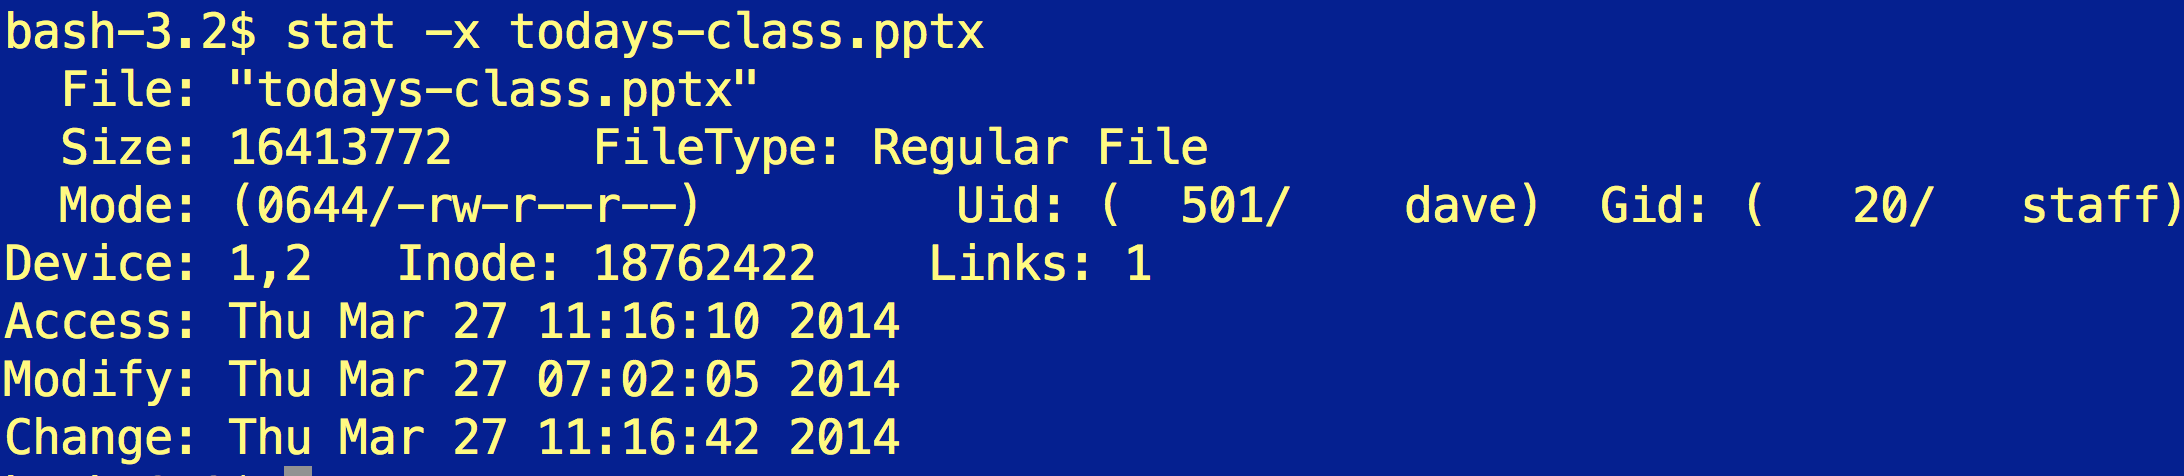 bash-3.2$ stat -x todays-class.pptx
  File: "todays-class.pptx"
  Size: 16413772     FileType: Regular File
  Mode: (0644/-rw-r--r--)         Uid: (  501/    dave)  Gid: (   20/   staff)
Device: 1,2   Inode: 18762422    Links: 1
Access: Thu Mar 27 11:16:10 2014
Modify: Thu Mar 27 07:02:05 2014
Change: Thu Mar 27 11:16:42 2014